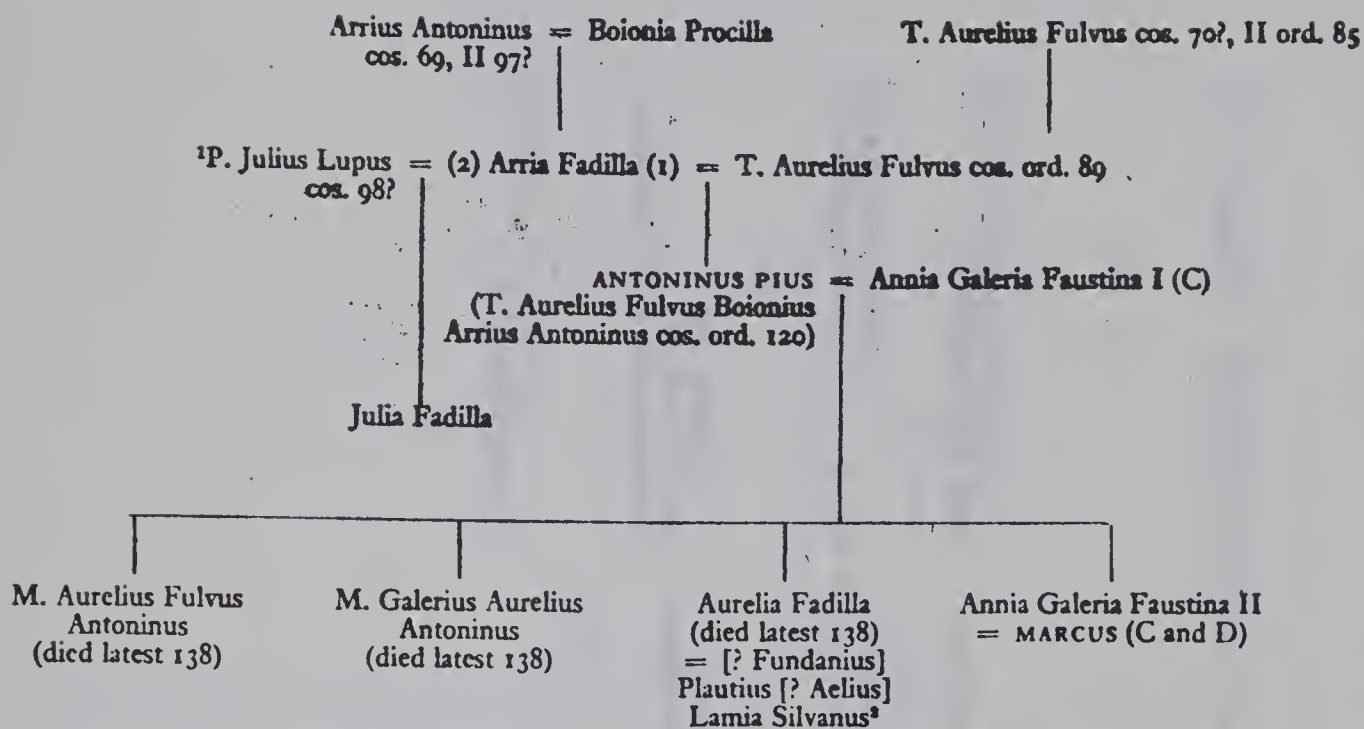 Arrius Antoninus = Boionia Procilla T. Aurelius Fulvus cos. 70?, II ord. 85
cos. 69, II 97?
¹P. Julius Lupus = (2) Arria Fadilla (1) = T. Aurelius Fulvus cos. ord. 89
cos. 98?
ANTONINUS PIUS = Annia Galeria Faustina I (C)
(T. Aurelius Fulvus Boionius
Arrius Antoninus cos. ord. 120)
Julia Fadilla
M. Aurelius Fulvus
Antoninus
(died latest 138)
M. Galerius Aurelius
Antoninus
(died latest 138)
Aurelia Fadilla
(died latest 138)
= [? Fundanius]
Plautius [? Aelius]
Lamia Silvanus²
Annia Galeria Faustina II
= MARCUS (C and D)